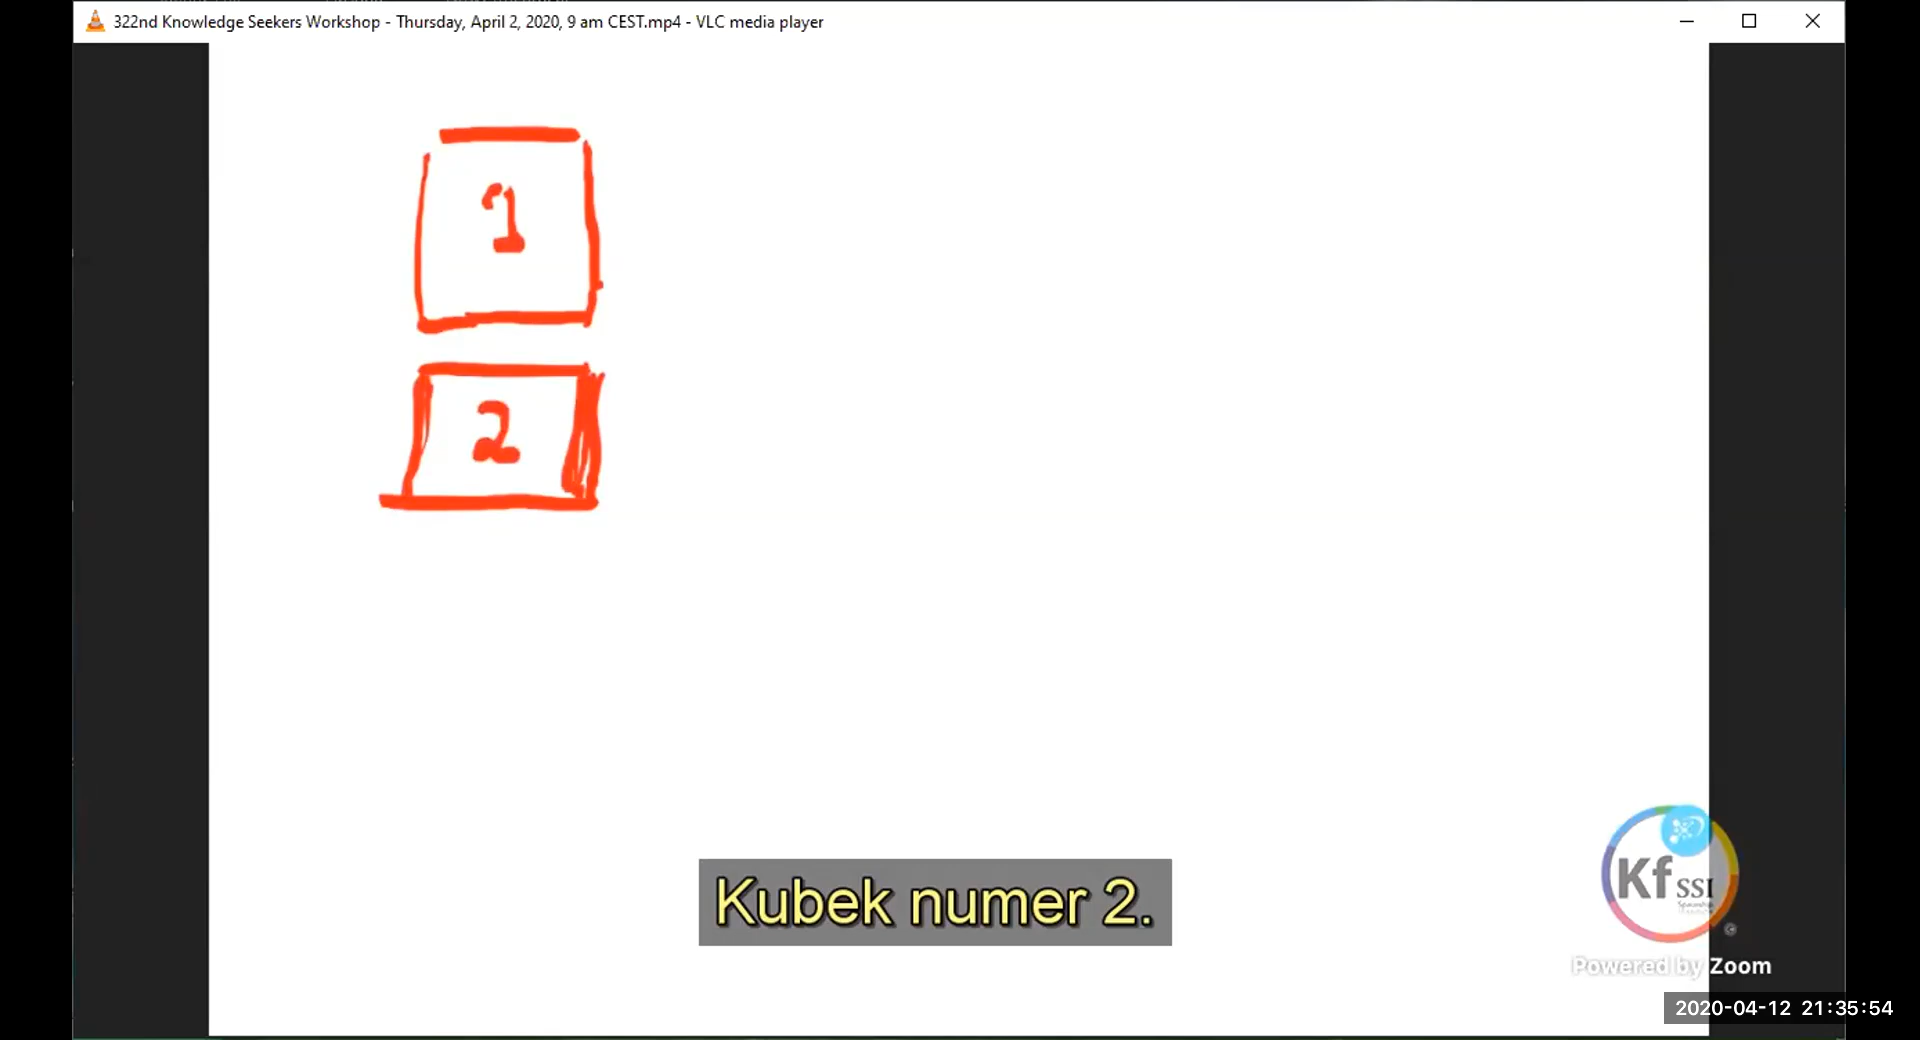 322nd Knowledge Seekers Workshop - Thursday, April 2, 2020, 9 am CEST.mp4 - VLC media player
1
2
Kubek numer 2.
Kf SSI
Powered by Zoom
2020-04-12 21:35:54